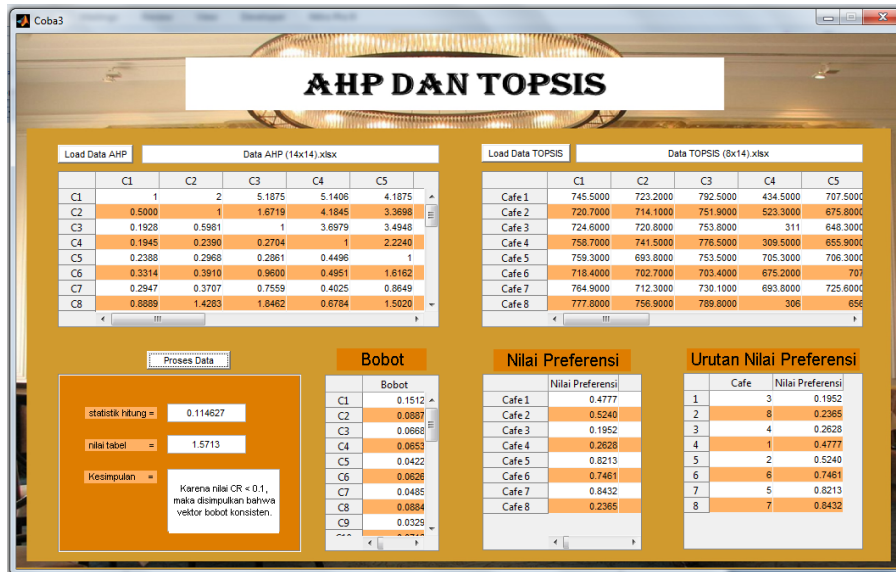 Coba3
AHP DAN TOPSIS
Load Data AHP Data AHP (14x14).xlsx
C1 C2 C3 C4 C5
C1 1 2 5.1875 5.1406 4.1875
C2 0.5000 1 1.6719 4.1845 3.3698
C3 0.1928 0.5981 1 3.6979 3.4948
C4 0.1945 0.2390 0.2704 1 2.2240
C5 0.2388 0.2968 0.2861 0.4496 1
C6 0.3314 0.3910 0.9600 0.4951 1.6162
C7 0.2947 0.3707 0.7559 0.4025 0.8649
C8 0.8889 1.4283 1.8462 0.6784 1.5020
Load Data TOPSIS Data TOPSIS (8x14).xlsx
C1 C2 C3 C4 C5
Cafe 1 745.5000 723.2000 792.5000 434.5000 707.5000
Cafe 2 720.7000 714.1000 751.9000 523.3000 675.8000
Cafe 3 724.6000 720.8000 753.8000 311 648.3000
Cafe 4 758.7000 741.5000 776.5000 309.5000 655.9000
Cafe 5 759.3000 693.8000 753.5000 705.3000 706.3000
Cafe 6 718.4000 702.7000 703.4000 675.2000 707
Cafe 7 764.9000 712.3000 730.1000 693.8000 725.6000
Cafe 8 777.8000 756.9000 789.8000 306 656
Proses Data
statistik hitung = 0.114627
nilai tabel = 1.5713
Kesimpulan =
Karena nilai CR < 0.1,
maka disimpulkan bahwa
vektor bobot konsisten.
Bobot
Bobot
C1 0.1512
C2 0.0887
C3 0.0668
C4 0.0653
C5 0.0422
C6 0.0626
C7 0.0485
C8 0.0884
C9 0.0329
Nilai Preferensi
Nilai Preferensi
Cafe 1 0.4777
Cafe 2 0.5240
Cafe 3 0.1952
Cafe 4 0.2628
Cafe 5 0.8213
Cafe 6 0.7461
Cafe 7 0.8432
Cafe 8 0.2365
Urutan Nilai Preferensi
Cafe Nilai Preferensi
1 3 0.1952
2 8 0.2365
3 4 0.2628
4 1 0.4777
5 2 0.5240
6 6 0.7461
7 5 0.8213
8 7 0.8432